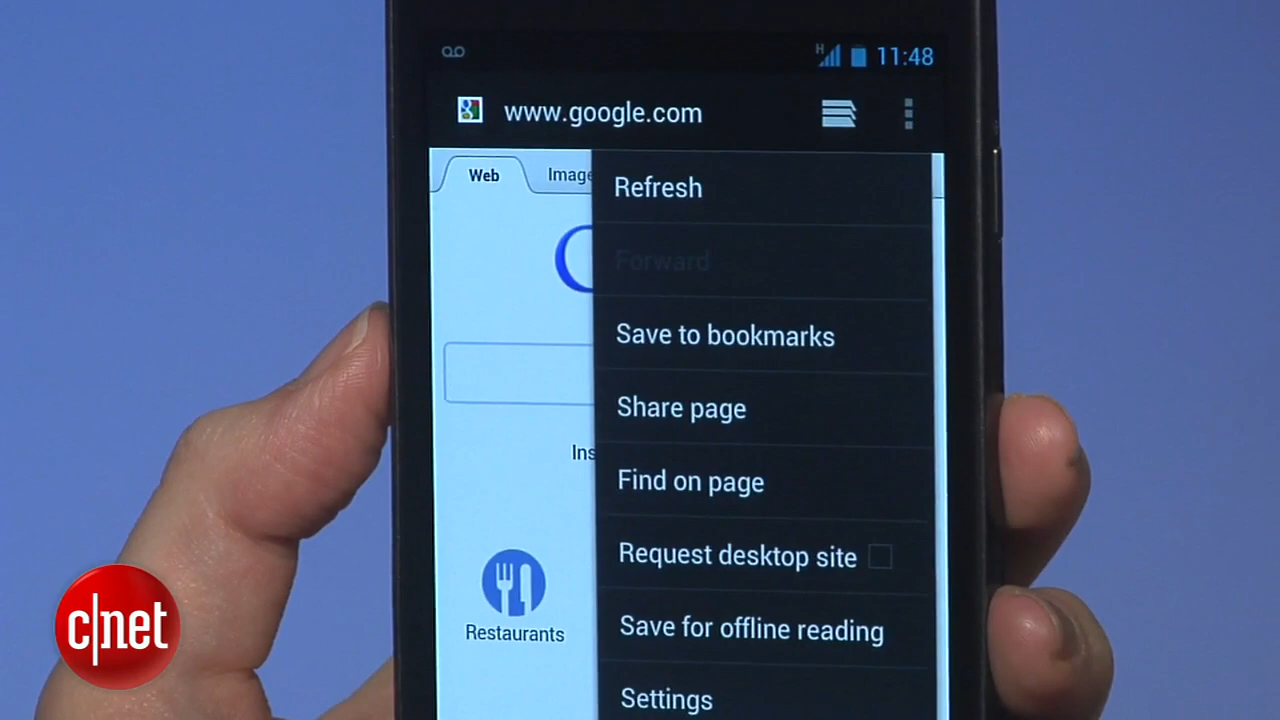 H 11:48
www.google.com
Web
Image
Refresh
Forward
Save to bookmarks
Share page
Ins
Find on page
Request desktop site
Restaurants
Save for offline reading
Settings
c|net